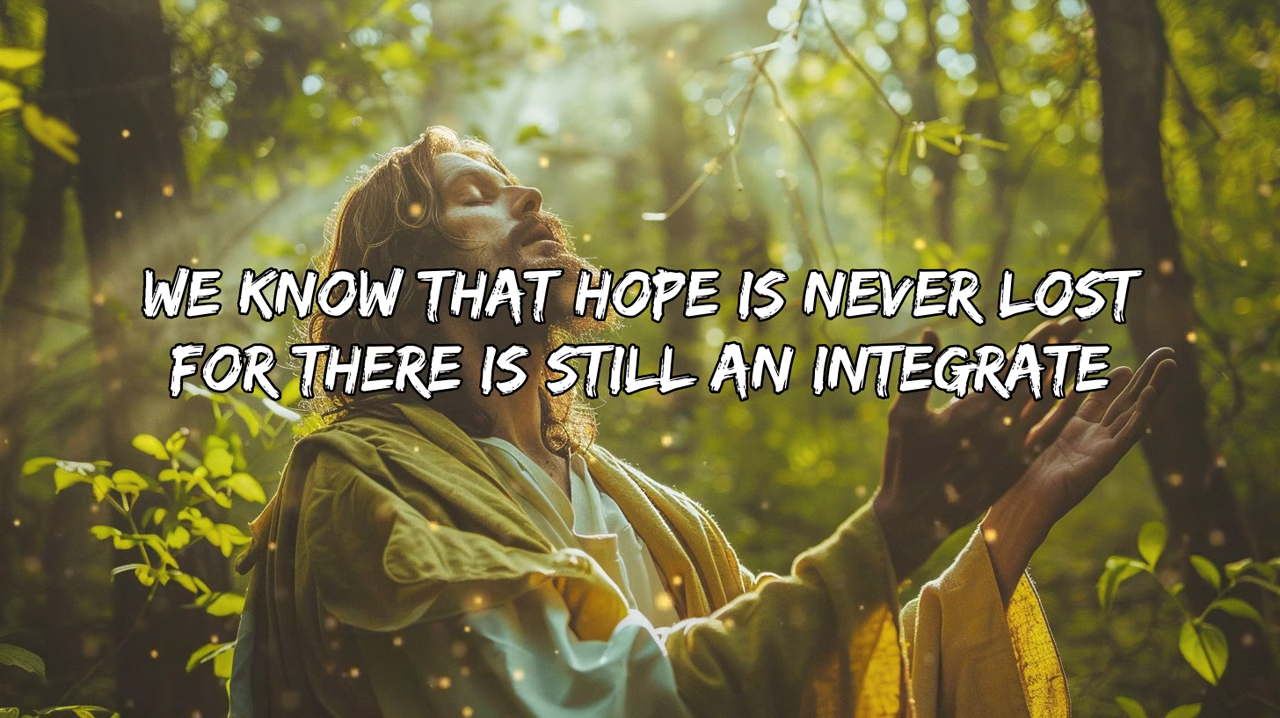 WE KNOW THAT HOPE IS NEVER LOST
FOR THERE IS STILL AN INTEGRATE